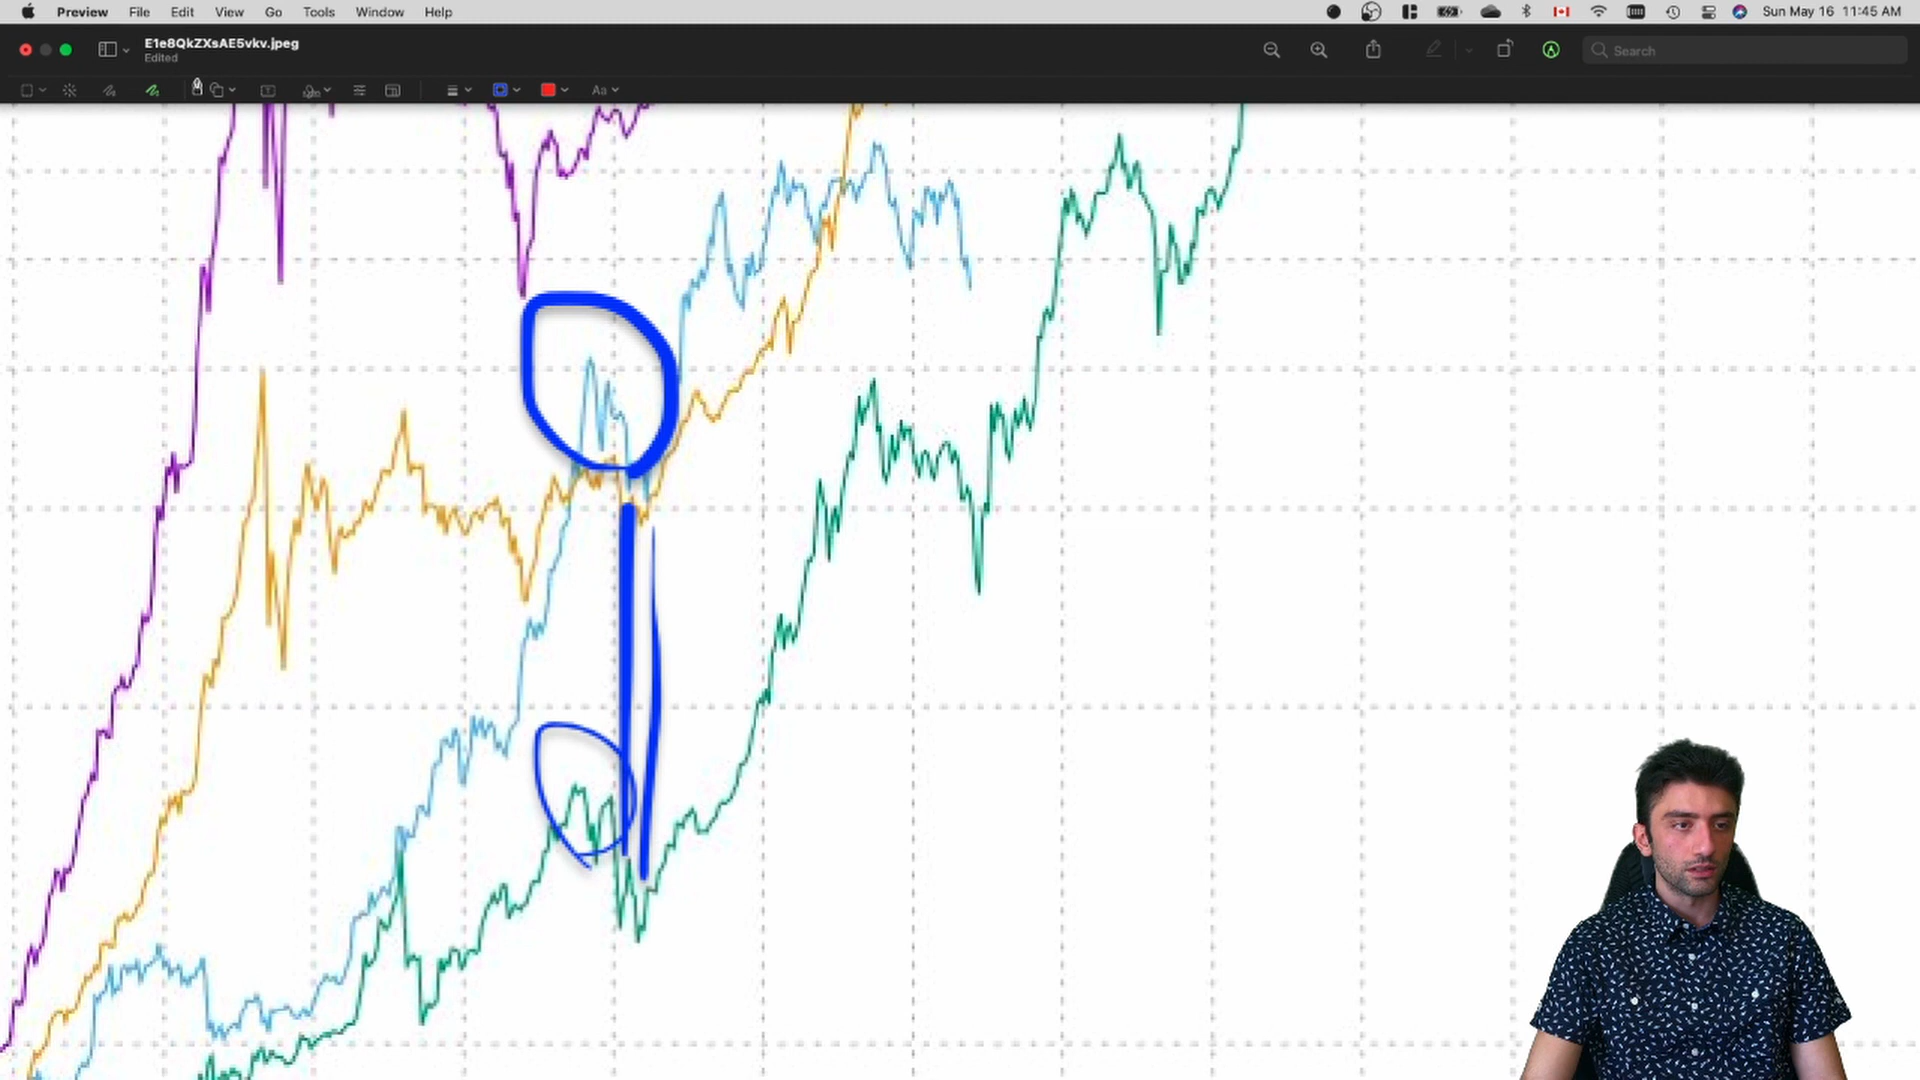 Preview File Edit View Go Tools Window Help Sun May 16 11:45 AM
E1e8QkZXsAE5vkv.jpeg
Edited
Search
Aa